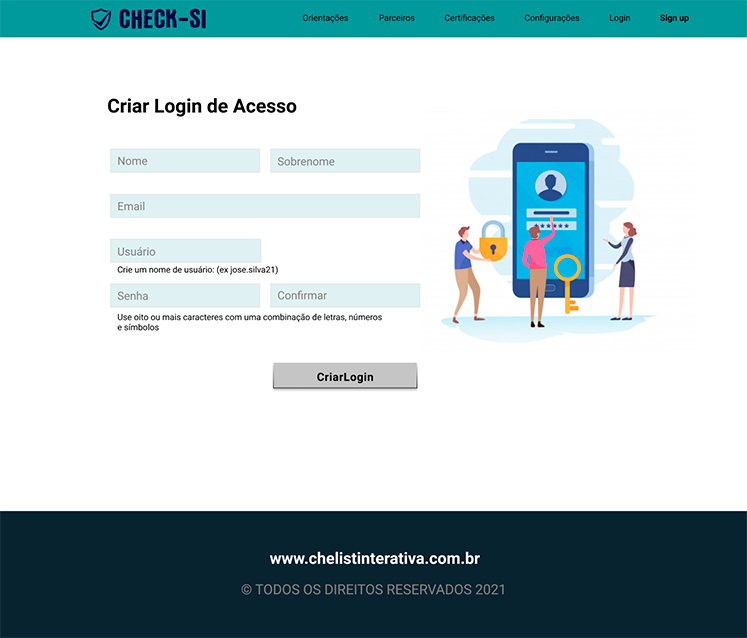 CHECK-SI
Orientações Parceiros Certificações Configurações Login Sign up
Criar Login de Acesso
Nome Sobrenome
Email
Usuário
Crie um nome de usuário: (ex jose.silva21)
Senha Confirmar
Use oito ou mais caracteres com uma combinação de letras, números
e símbolos
CriarLogin
www.chelistinterativa.com.br
© TODOS OS DIREITOS RESERVADOS 2021